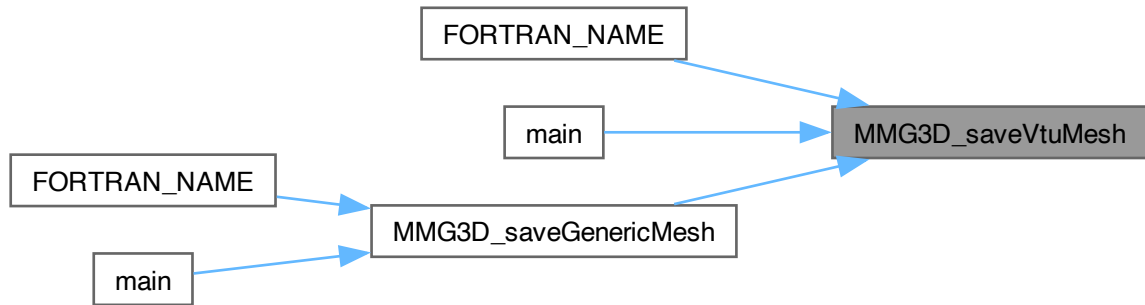 FORTRAN_NAME
main
MMG3D_saveVtuMesh
FORTRAN_NAME
MMG3D_saveGenericMesh
main